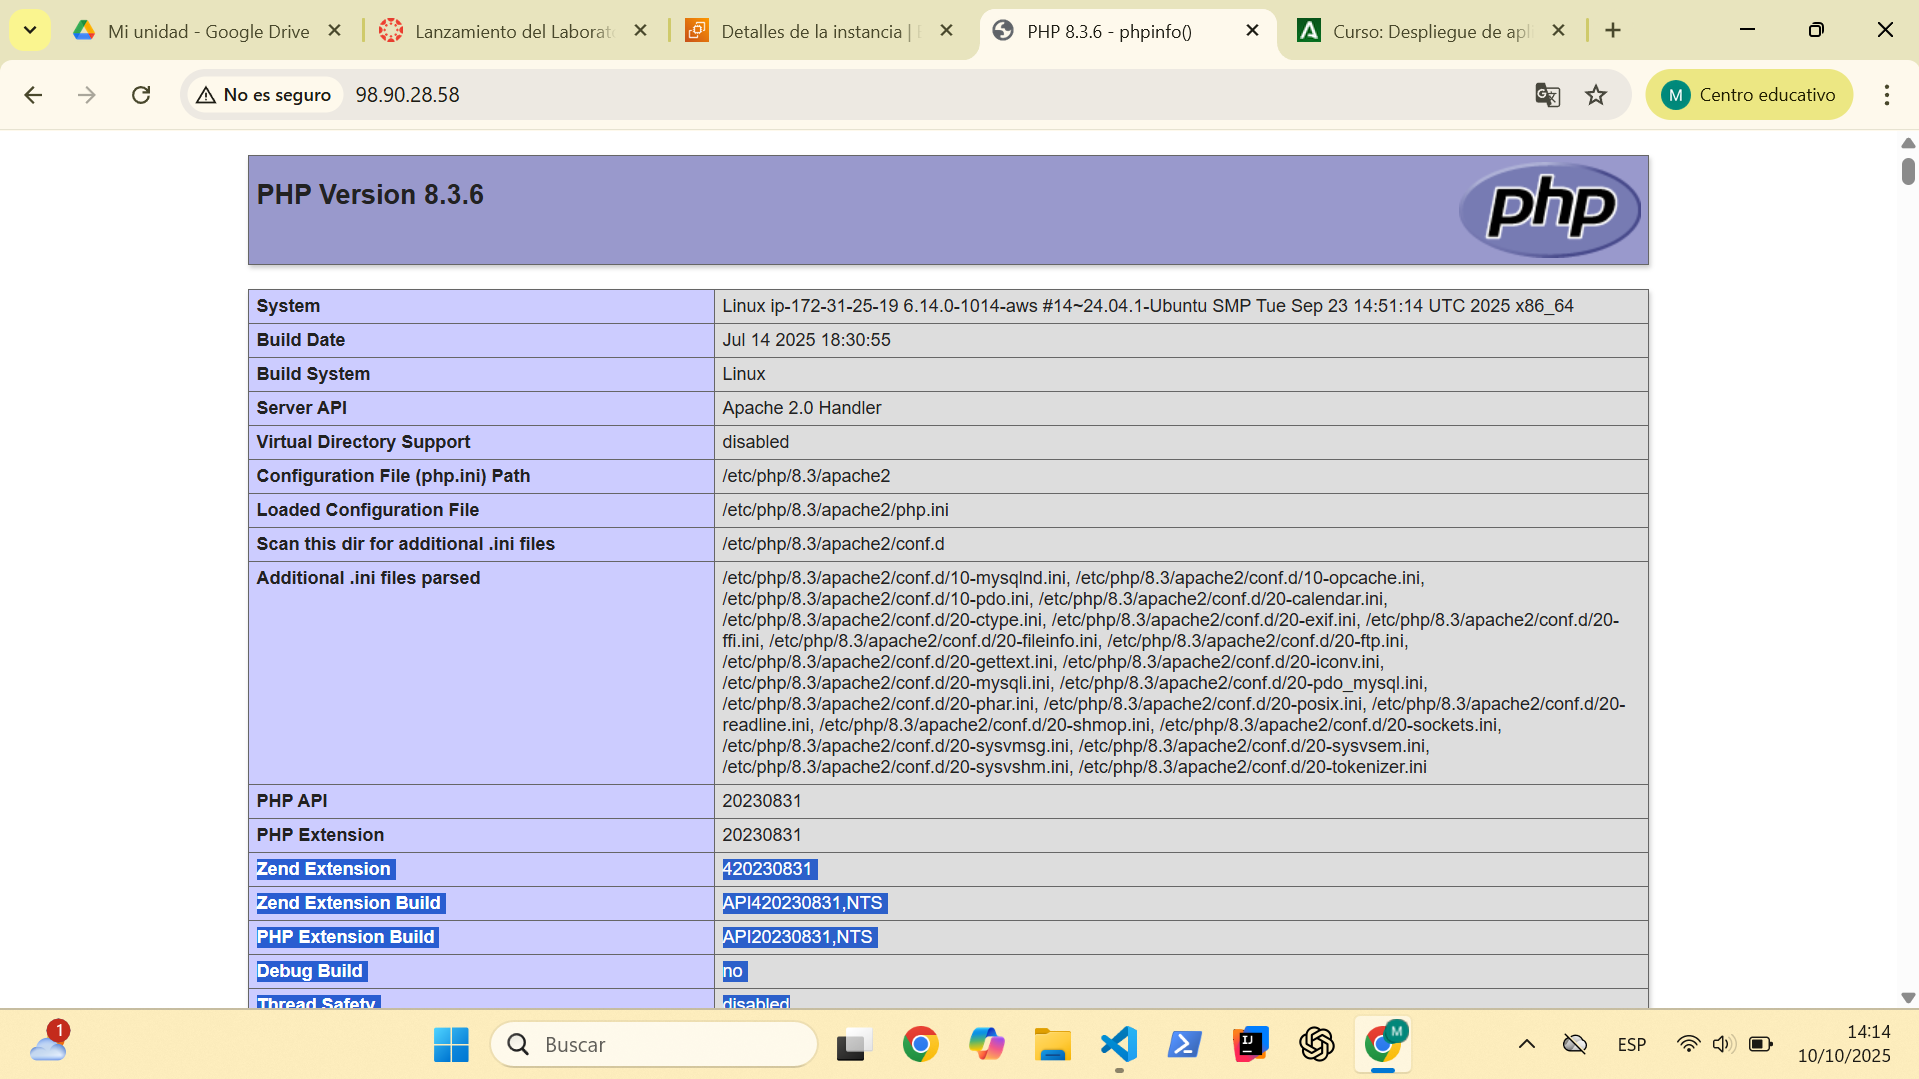 Mi unidad - Google Drive
Lanzamiento del Laborat
Detalles de la instancia |
PHP 8.3.6 - phpinfo()
Curso: Despliegue de apl
No es seguro
98.90.28.58
M
Centro educativo
PHP Version 8.3.6
php
System
Linux ip-172-31-25-19 6.14.0-1014-aws #14~24.04.1-Ubuntu SMP Tue Sep 23 14:51:14 UTC 2025 x86_64
Build Date
Jul 14 2025 18:30:55
Build System
Linux
Server API
Apache 2.0 Handler
Virtual Directory Support
disabled
Configuration File (php.ini) Path
/etc/php/8.3/apache2
Loaded Configuration File
/etc/php/8.3/apache2/php.ini
Scan this dir for additional .ini files
/etc/php/8.3/apache2/conf.d
Additional .ini files parsed
/etc/php/8.3/apache2/conf.d/10-mysqlnd.ini, /etc/php/8.3/apache2/conf.d/10-opcache.ini,
/etc/php/8.3/apache2/conf.d/10-pdo.ini, /etc/php/8.3/apache2/conf.d/20-calendar.ini,
/etc/php/8.3/apache2/conf.d/20-ctype.ini, /etc/php/8.3/apache2/conf.d/20-exif.ini, /etc/php/8.3/apache2/conf.d/20-
ffi.ini, /etc/php/8.3/apache2/conf.d/20-fileinfo.ini, /etc/php/8.3/apache2/conf.d/20-ftp.ini,
/etc/php/8.3/apache2/conf.d/20-gettext.ini, /etc/php/8.3/apache2/conf.d/20-iconv.ini,
/etc/php/8.3/apache2/conf.d/20-mysqli.ini, /etc/php/8.3/apache2/conf.d/20-pdo_mysql.ini,
/etc/php/8.3/apache2/conf.d/20-phar.ini, /etc/php/8.3/apache2/conf.d/20-posix.ini, /etc/php/8.3/apache2/conf.d/20-
readline.ini, /etc/php/8.3/apache2/conf.d/20-shmop.ini, /etc/php/8.3/apache2/conf.d/20-sockets.ini,
/etc/php/8.3/apache2/conf.d/20-sysvmsg.ini, /etc/php/8.3/apache2/conf.d/20-sysvsem.ini,
/etc/php/8.3/apache2/conf.d/20-sysvshm.ini, /etc/php/8.3/apache2/conf.d/20-tokenizer.ini
PHP API
20230831
PHP Extension
20230831
Zend Extension
420230831
Zend Extension Build
API420230831,NTS
PHP Extension Build
API20230831,NTS
Debug Build
no
Thread Safety
disabled
1
Buscar
IJ
M
ESP
14:14
10/10/2025